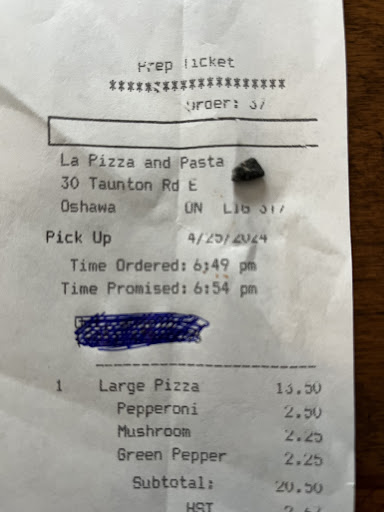 Prep Ticket
********************
Order: 37
La Pizza and Pasta
30 Taunton Rd E
Oshawa ON L1G
Pick Up 4/25/2024
Time Ordered: 6:49 pm
Time Promised: 6:54 pm
1 Large Pizza 13.50
Pepperoni 2.50
Mushroom 2.25
Green Pepper 2.25
Subtotal: 20.50
HST